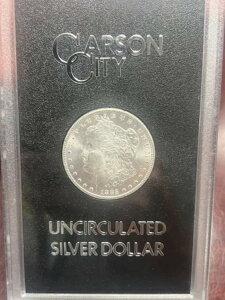 CARSON
CITY
UNCIRCULATED
SILVER DOLLAR